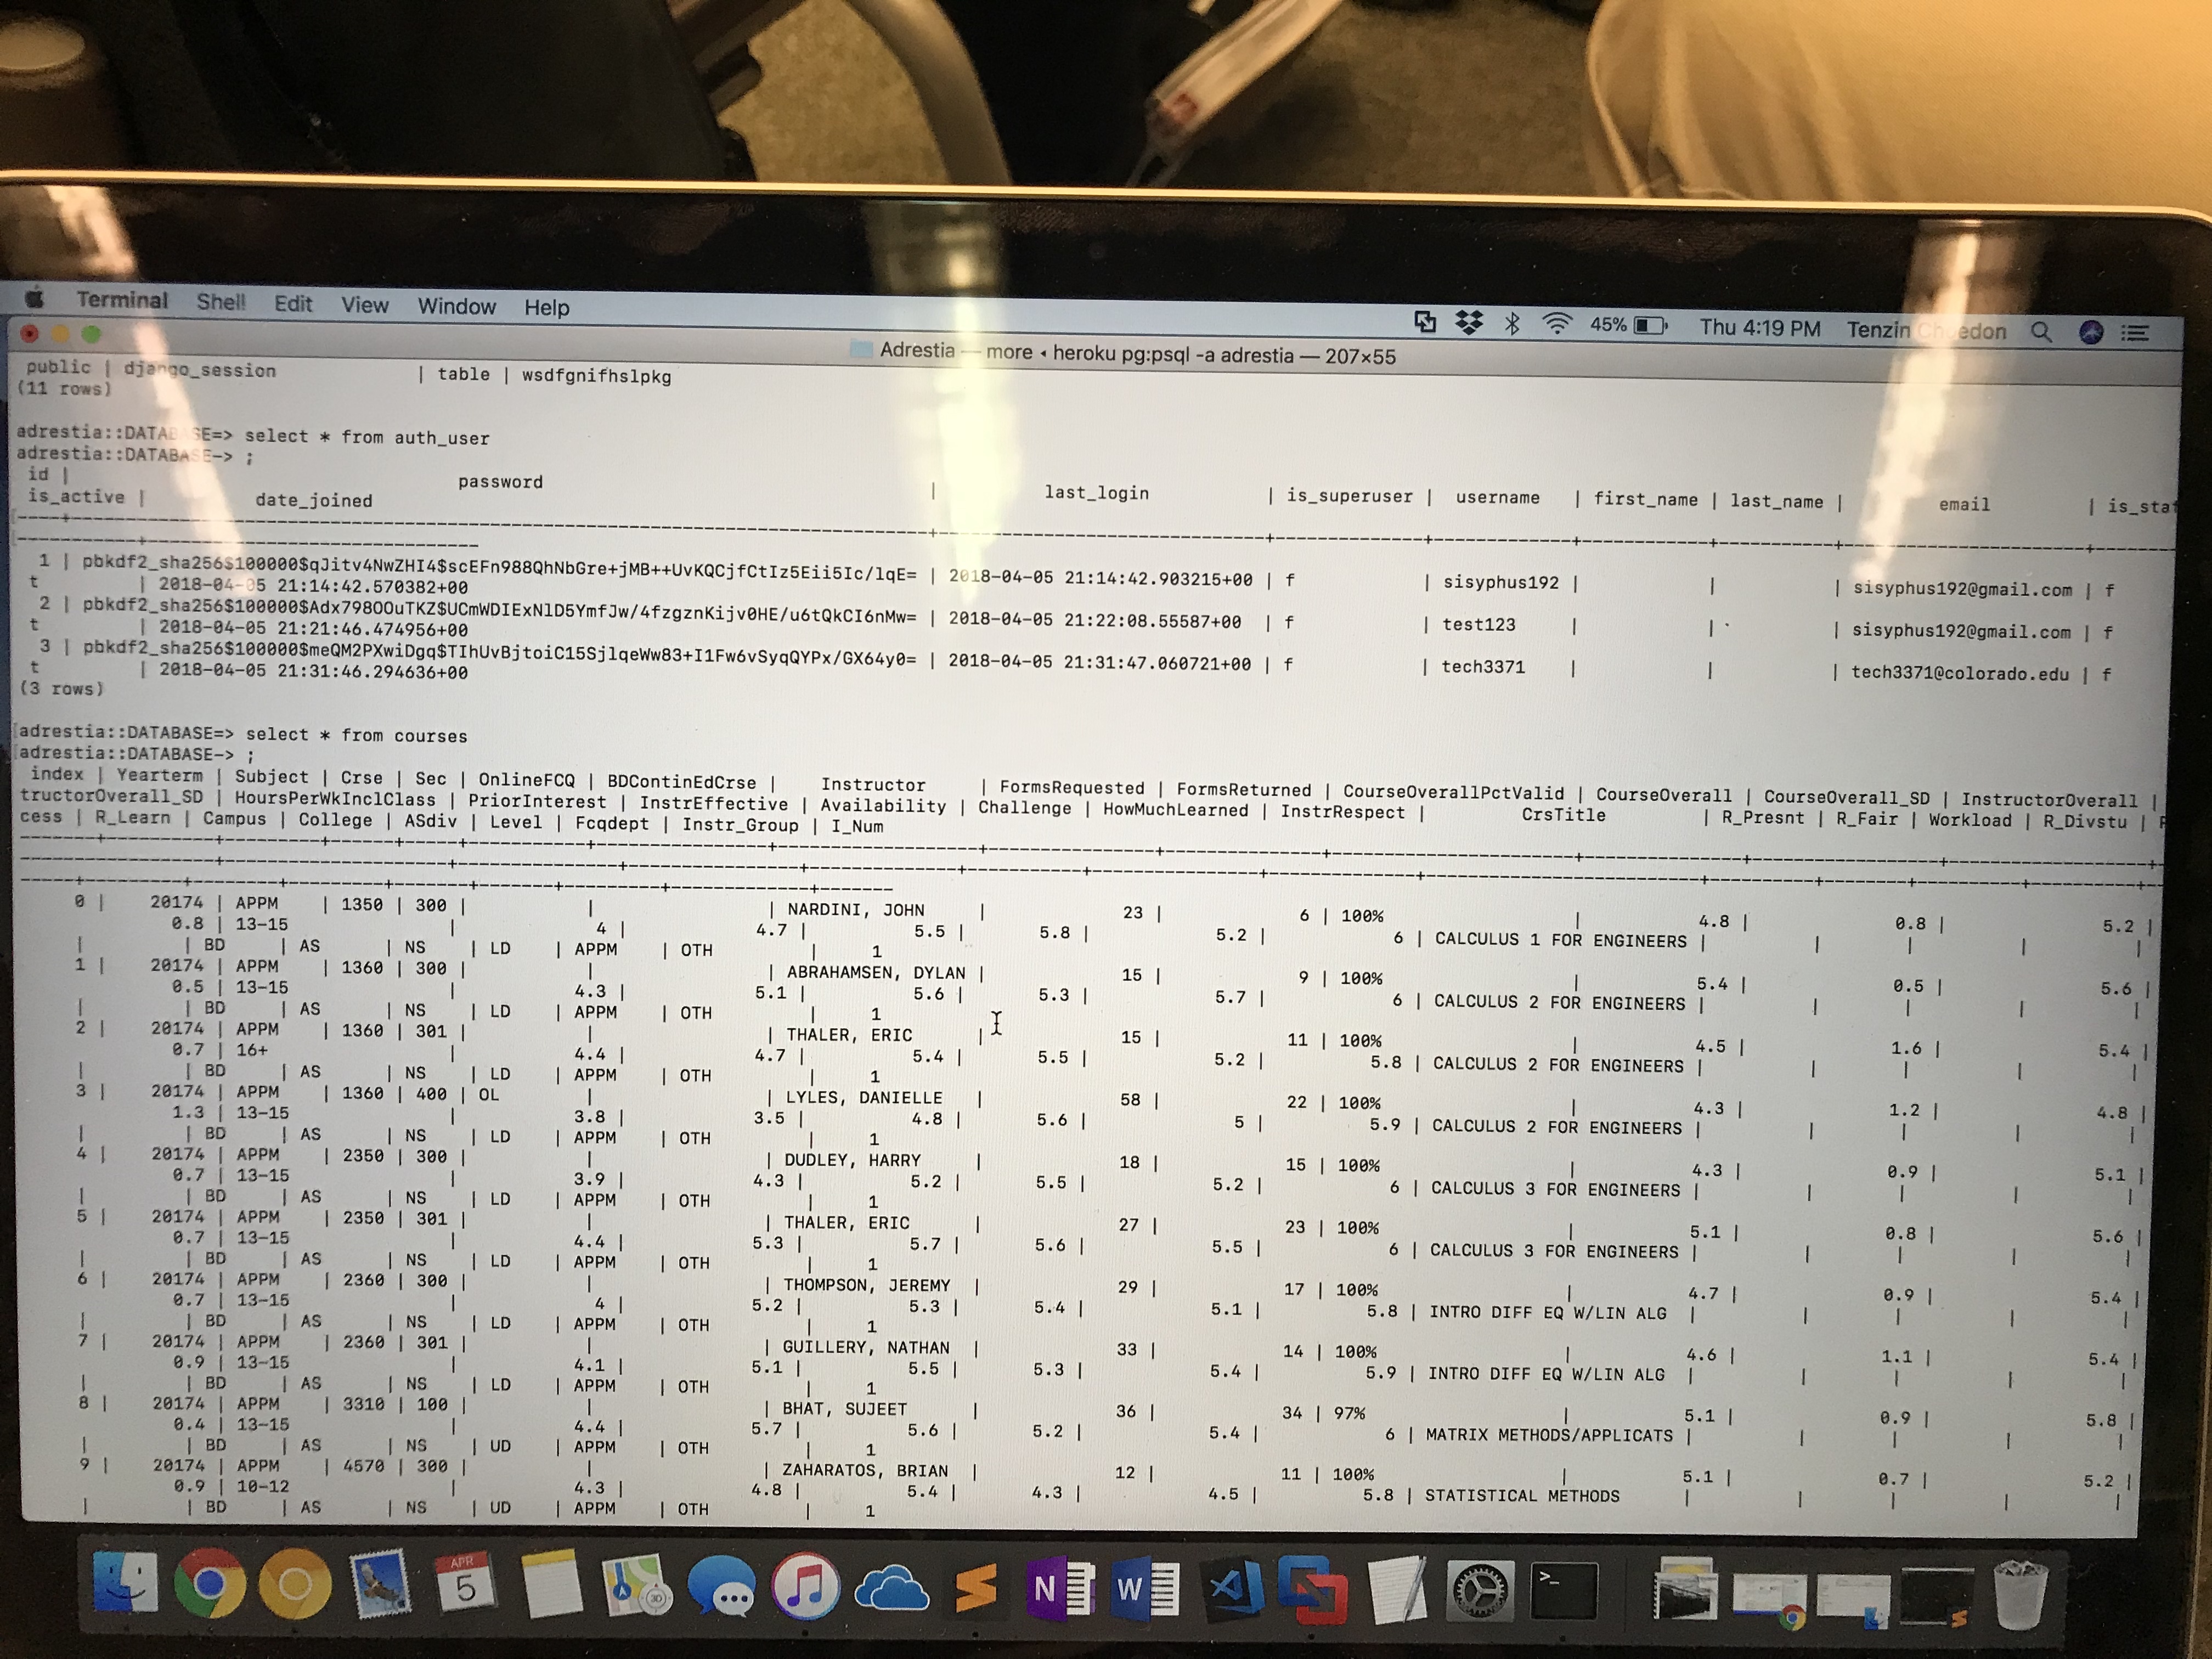 Terminal Shell Edit View Window Help 45% Thu 4:19 PM Tenzin
Adrestia — more ◂ heroku pg:psql -a adrestia — 207×55
public | django_session | table | wsdfgnifhslpkg
(11 rows)
adrestia::DATABASE=> select * from auth_user
adrestia::DATABASE-> ;
id | password | last_login | is_superuser | username | first_name | last_name | email | is_sta
is_active | date_joined
1 | pbkdf2_sha256$100000$qJitv4NwZHI4$scEFn988QhNbGre+jMB++UvKQCjfCtIz5Eii5Ic/lqE= | 2018-04-05 21:14:42.903215+00 | f | sisyphus192 | | | sisyphus192@gmail.com | f
t | 2018-04-05 21:14:42.570382+00
2 | pbkdf2_sha256$100000$Adx798OOuTKZ$UCmWDIExNlD5YmfJw/4fzgznKijv0HE/u6tQkCI6nMw= | 2018-04-05 21:22:08.55587+00 | f | test123 | | | sisyphus192@gmail.com | f
t | 2018-04-05 21:21:46.474956+00
3 | pbkdf2_sha256$100000$meQM2PXwiDgq$TIhUvBjtoiC15SjlqeWw83+I1Fw6vSyqQYPx/GX64y0= | 2018-04-05 21:31:47.060721+00 | f | tech3371 | | | tech3371@colorado.edu | f
t | 2018-04-05 21:31:46.294636+00
(3 rows)
adrestia::DATABASE=> select * from courses
adrestia::DATABASE-> ;
index | Yearterm | Subject | Crse | Sec | OnlineFCQ | BDContinEdCrse | Instructor | FormsRequested | FormsReturned | CourseOverallPctValid | CourseOverall | CourseOverall_SD | InstructorOverall |
tructorOverall_SD | HoursPerWkInclClass | PriorInterest | InstrEffective | Availability | Challenge | HowMuchLearned | InstrRespect | CrsTitle | R_Presnt | R_Fair | Workload | R_Divstu |
cess | R_Learn | Campus | College | ASdiv | Level | Fcqdept | Instr_Group | I_Num
0 | 20174 | APPM | 1350 | 300 | | | NARDINI, JOHN | 23 | 6 | 100% | 4.8 | 0.8 | 5.2 |
0.8 | 13-15 | 4 | 4.7 | 5.5 | 5.8 | 5.2 | 6 | CALCULUS 1 FOR ENGINEERS | | | | |
| | BD | AS | NS | LD | APPM | OTH | 1
1 | 20174 | APPM | 1360 | 300 | | | ABRAHAMSEN, DYLAN | 15 | 9 | 100% | 5.4 | 0.5 | 5.6 |
0.5 | 13-15 | 4.3 | 5.1 | 5.6 | 5.3 | 5.7 | 6 | CALCULUS 2 FOR ENGINEERS | | | | |
| | BD | AS | NS | LD | APPM | OTH | 1
2 | 20174 | APPM | 1360 | 301 | | | THALER, ERIC | 15 | 11 | 100% | 4.5 | 1.6 | 5.4 |
0.7 | 16+ | 4.4 | 4.7 | 5.4 | 5.5 | 5.2 | 5.8 | CALCULUS 2 FOR ENGINEERS | | | | |
| | BD | AS | NS | LD | APPM | OTH | 1
3 | 20174 | APPM | 1360 | 400 | OL | | LYLES, DANIELLE | 58 | 22 | 100% | 4.3 | 1.2 | 4.8 |
1.3 | 13-15 | 3.8 | 3.5 | 4.8 | 5.6 | 5 | 5.9 | CALCULUS 2 FOR ENGINEERS | | | | |
| | BD | AS | NS | LD | APPM | OTH | 1
4 | 20174 | APPM | 2350 | 300 | | | DUDLEY, HARRY | 18 | 15 | 100% | 4.3 | 0.9 | 5.1 |
0.7 | 13-15 | 3.9 | 4.3 | 5.2 | 5.5 | 5.2 | 6 | CALCULUS 3 FOR ENGINEERS | | | | |
| | BD | AS | NS | LD | APPM | OTH | 1
5 | 20174 | APPM | 2350 | 301 | | | THALER, ERIC | 27 | 23 | 100% | 5.1 | 0.8 | 5.6 |
0.7 | 13-15 | 4.4 | 5.3 | 5.7 | 5.6 | 5.5 | 6 | CALCULUS 3 FOR ENGINEERS | | | | |
| | BD | AS | NS | LD | APPM | OTH | 1
6 | 20174 | APPM | 2360 | 300 | | | THOMPSON, JEREMY | 29 | 17 | 100% | 4.7 | 0.9 | 5.4 |
0.7 | 13-15 | 4 | 5.2 | 5.3 | 5.4 | 5.1 | 5.8 | INTRO DIFF EQ W/LIN ALG | | | | |
| | BD | AS | NS | LD | APPM | OTH | 1
7 | 20174 | APPM | 2360 | 301 | | | GUILLERY, NATHAN | 33 | 14 | 100% | 4.6 | 1.1 | 5.4 |
0.9 | 13-15 | 4.1 | 5.1 | 5.5 | 5.3 | 5.4 | 5.9 | INTRO DIFF EQ W/LIN ALG | | | | |
| | BD | AS | NS | LD | APPM | OTH | 1
8 | 20174 | APPM | 3310 | 100 | | | BHAT, SUJEET | 36 | 34 | 97% | 5.1 | 0.9 | 5.8 |
0.4 | 13-15 | 4.4 | 5.7 | 5.6 | 5.2 | 5.4 | 6 | MATRIX METHODS/APPLICATS | | | | |
| | BD | AS | NS | UD | APPM | OTH | 1
9 | 20174 | APPM | 4570 | 300 | | | ZAHARATOS, BRIAN | 12 | 11 | 100% | 5.1 | 0.7 | 5.2 |
0.9 | 10-12 | 4.3 | 4.8 | 5.4 | 4.3 | 4.5 | 5.8 | STATISTICAL METHODS | | | | |
| | BD | AS | NS | UD | APPM | OTH | 1
APR
5
N
W